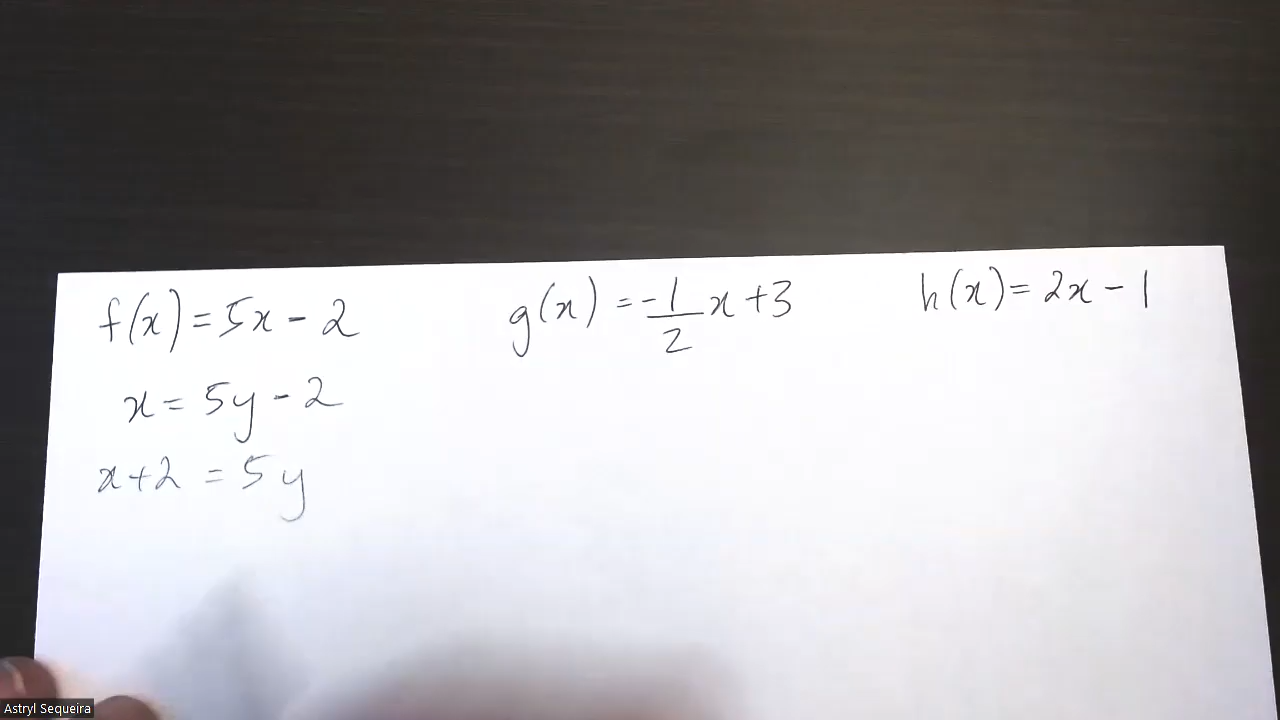 f(x) = 5x - 2
x = 5y - 2
x + 2 = 5y
g(x) = -1/2 x + 3
h(x) = 2x - 1
Astryl Sequeira